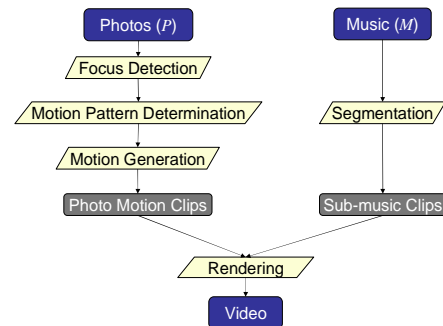 Photos (P)
Music (M)
Focus Detection
Motion Pattern Determination
Segmentation
Motion Generation
Photo Motion Clips
Sub-music Clips
Rendering
Video